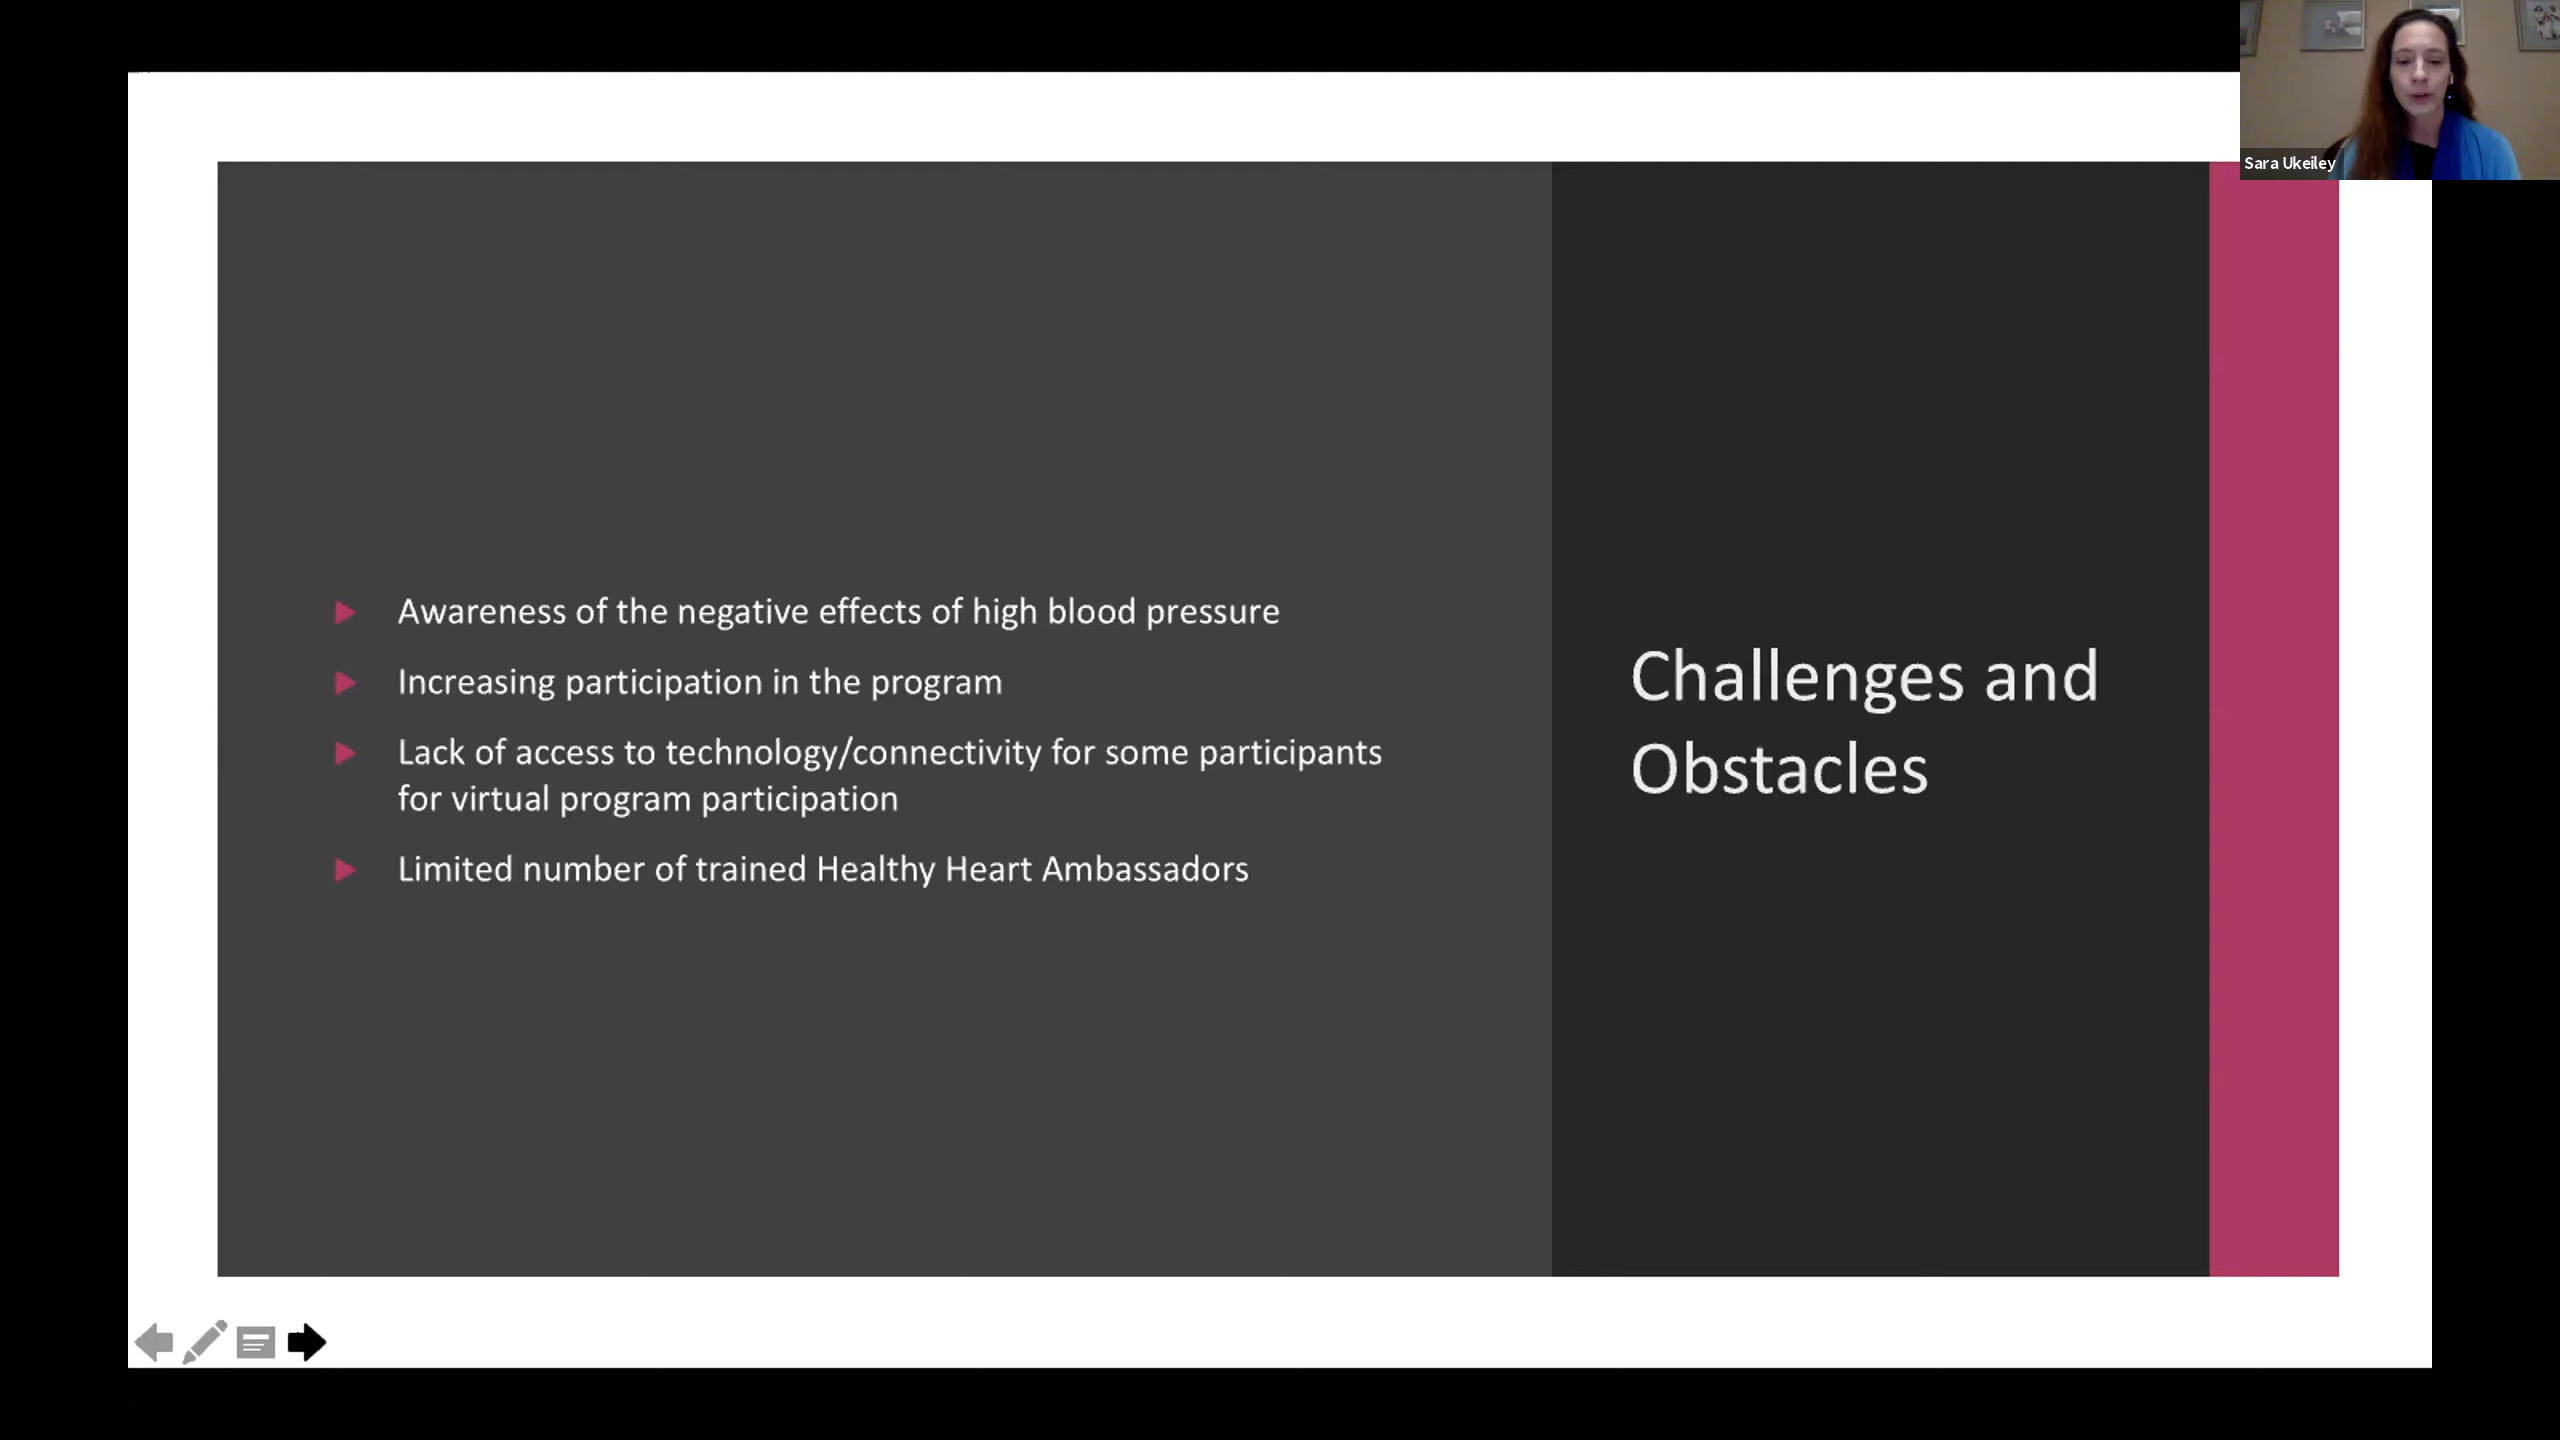 Sara Ukeiley
Awareness of the negative effects of high blood pressure
Increasing participation in the program
Lack of access to technology/connectivity for some participants
for virtual program participation
Limited number of trained Healthy Heart Ambassadors
Challenges and
Obstacles